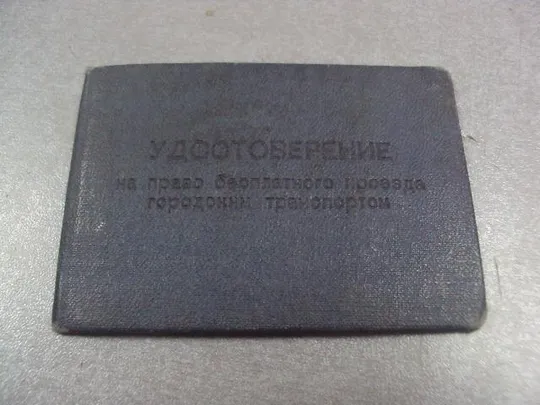 УДОСТОВЕРЕНИЕ
на право бесплатного проезда
городским транспортом